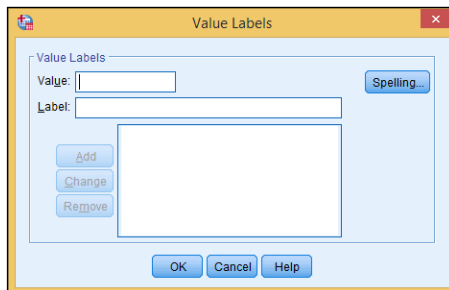 Value Labels
Value Labels
Value:
Spelling...
Label:
Add
Change
Remove
OK Cancel Help